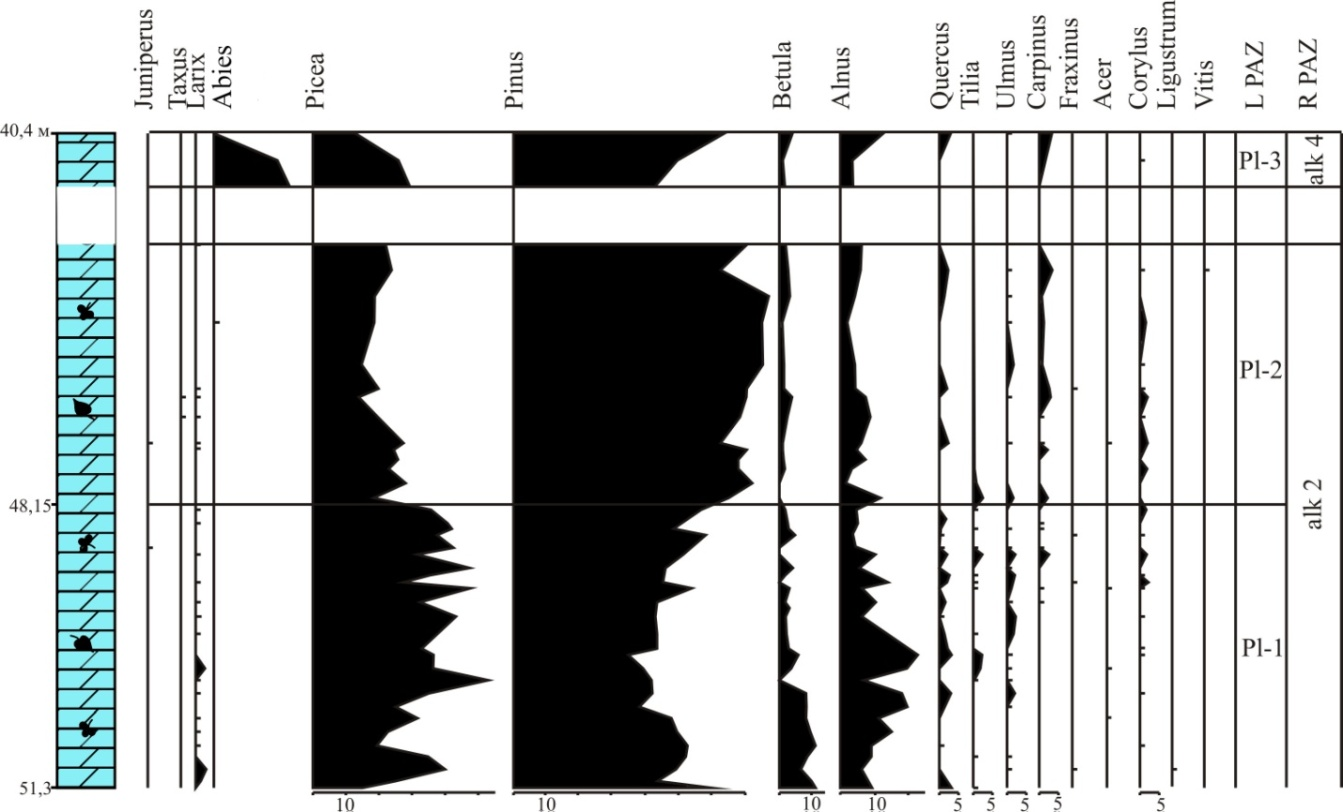 Juniperus
Taxus
Larix
Abies
Picea
Pinus
Betula
Alnus
Quercus
Tilia
Ulmus
Carpinus
Fraxinus
Acer
Corylus
Ligustrum
Vitis
L PAZ
R PAZ
40,4 м
Pl-3
alk 4
Pl-2
48,15
alk 2
Pl-1
51,3
10 10 10 10 5 5 5 5 5